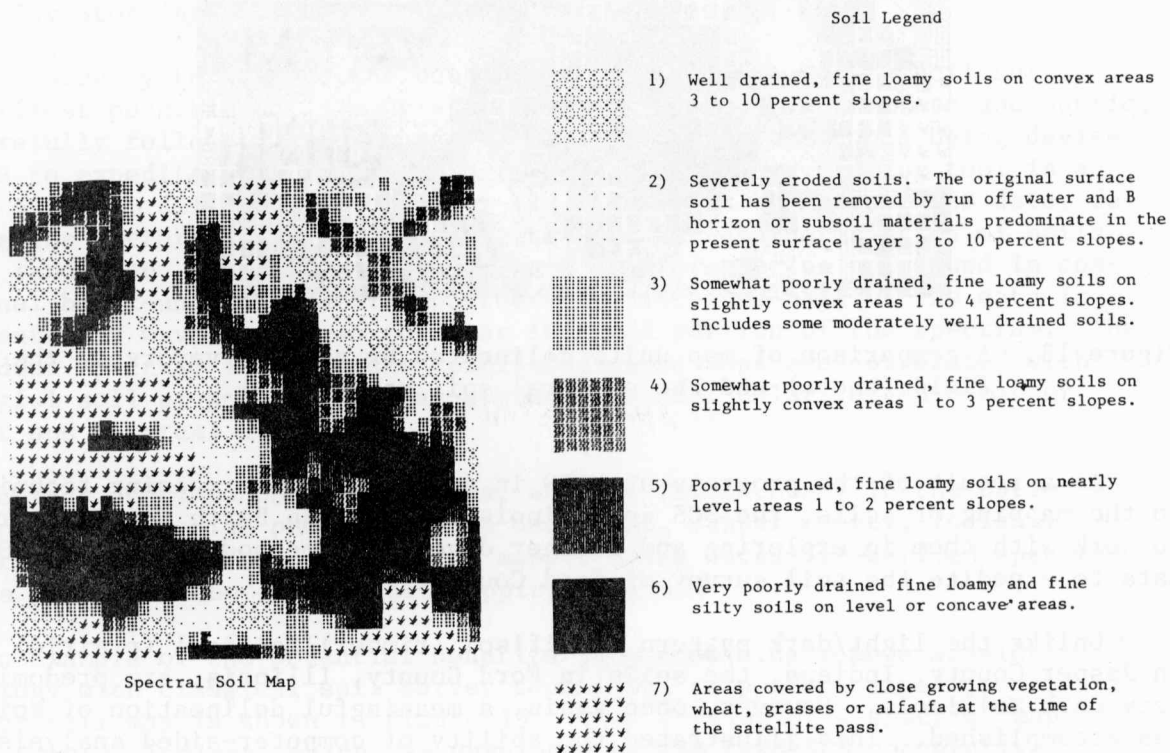 Soil Legend
1) Well drained, fine loamy soils on convex areas
3 to 10 percent slopes.
2) Severely eroded soils. The original surface
soil has been removed by run off water and B
horizon or subsoil materials predominate in the
present surface layer 3 to 10 percent slopes.
3) Somewhat poorly drained, fine loamy soils on
slightly convex areas 1 to 4 percent slopes.
Includes some moderately well drained soils.
4) Somewhat poorly drained, fine loamy soils on
slightly convex areas 1 to 3 percent slopes.
5) Poorly drained, fine loamy soils on nearly
level areas 1 to 2 percent slopes.
6) Very poorly drained fine loamy and fine
silty soils on level or concave areas.
7) Areas covered by close growing vegetation,
wheat, grasses or alfalfa at the time of
the satellite pass.
Spectral Soil Map